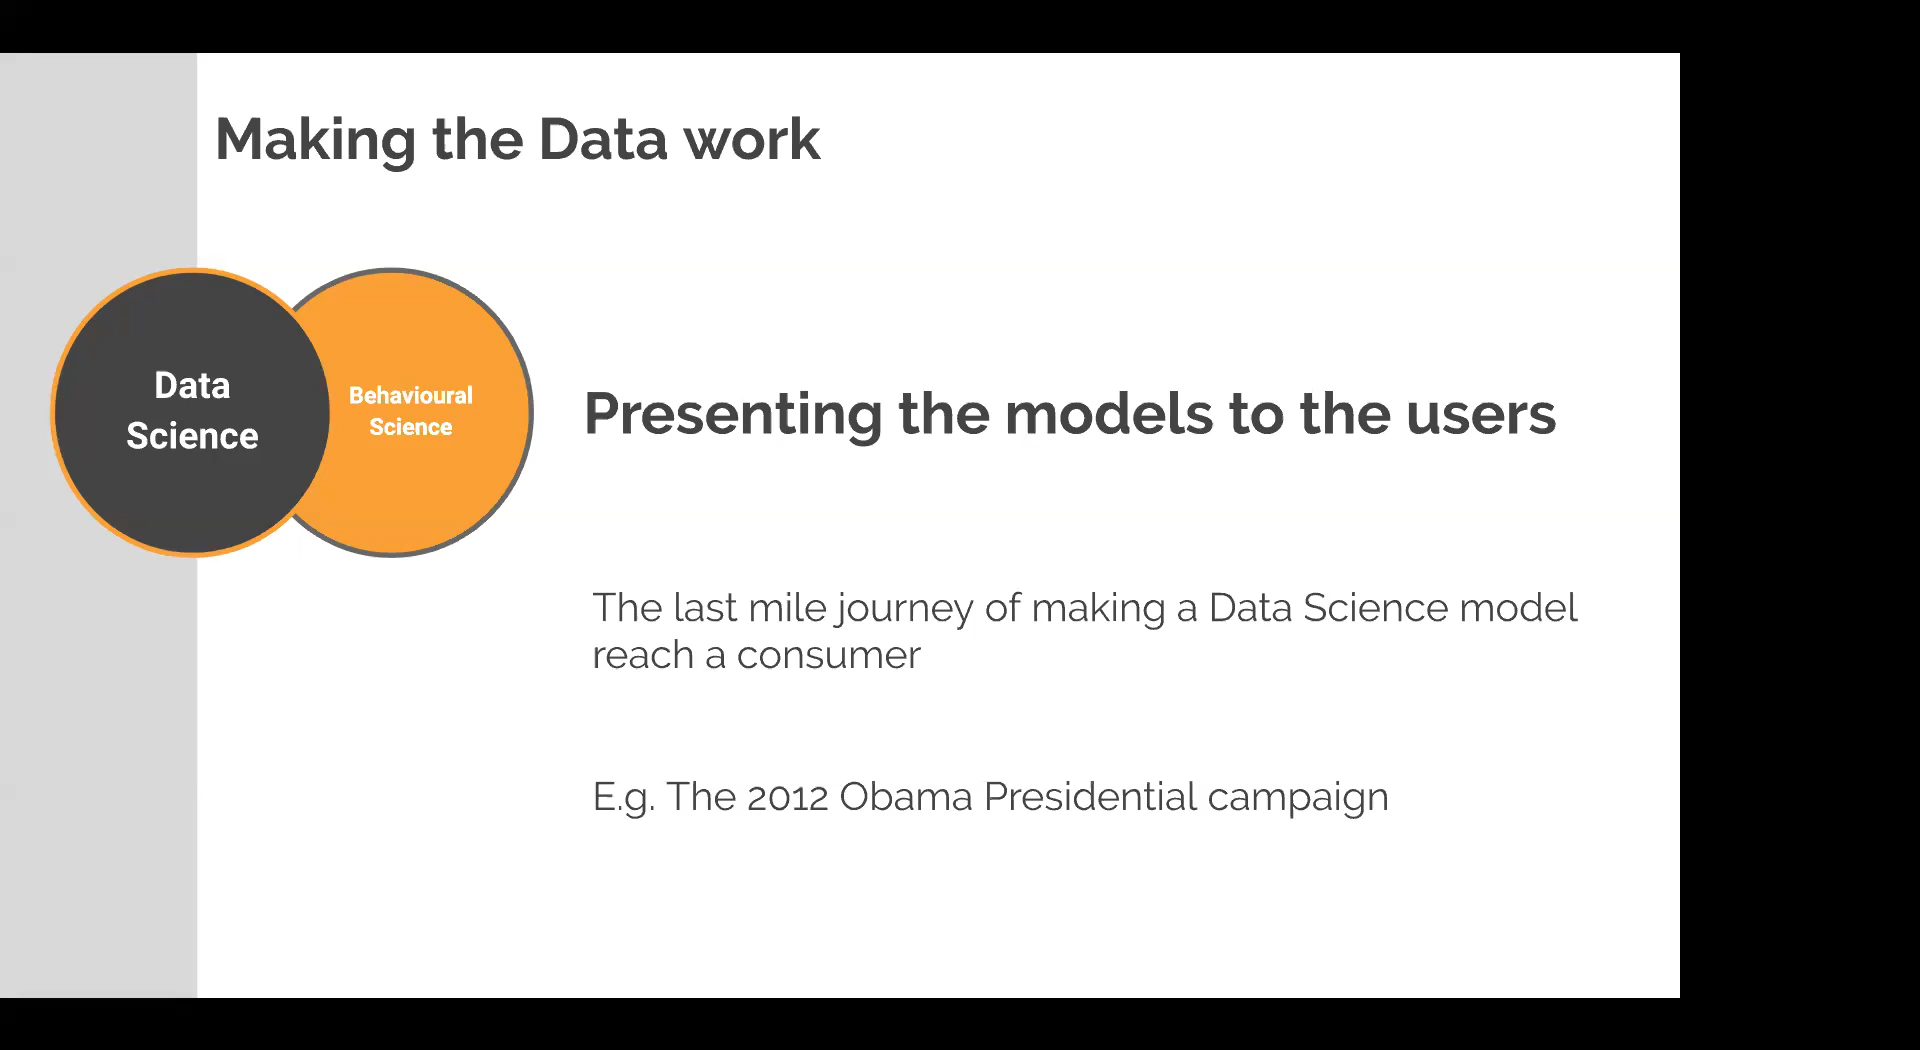 Making the Data work
Data
Science
Behavioural
Science
Presenting the models to the users
The last mile journey of making a Data Science model
reach a consumer
E.g. The 2012 Obama Presidential campaign